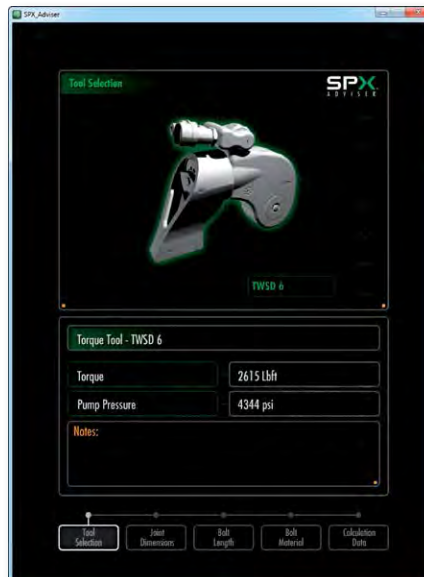 SPX_Adviser
Tool Selection
SPX
ADVISER
TWSD 6
Torque Tool - TWSD 6
Torque
2615 Lbft
Pump Pressure
4344 psi
Notes:
Tool
Selection
Joint
Dimensions
Bolt
Length
Bolt
Material
Calculation
Data